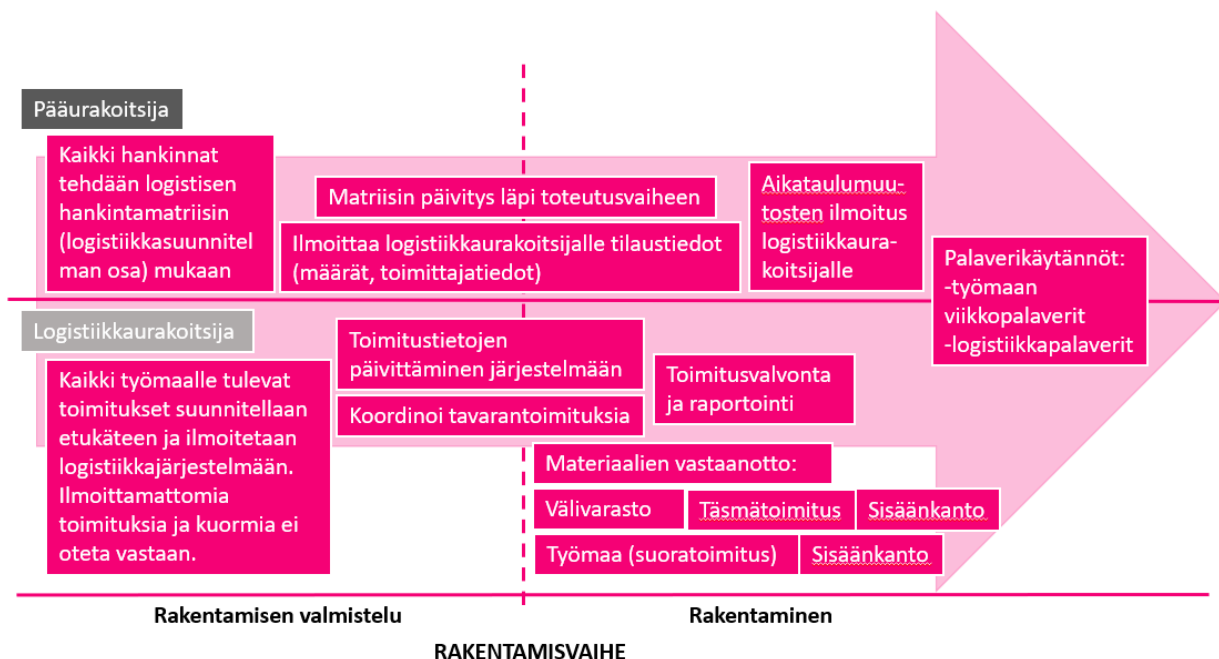 Pääurakoitsija
Kaikki hankinnat
tehdään logistisen
hankintamatriisin
(logistiikkasuunnitel
man osa) mukaan
Matriisin päivitys läpi toteutusvaiheen
Ilmoittaa logistiikkaurakoitsijalle tilaustiedot
(määrät, toimittajatiedot)
Aikataulumuu-
tosten ilmoitus
logistiikkaura-
koitsijalle
Palaverikäytännöt:
-työmaan
viikkopalaverit
-logistiikkapalaverit
Logistiikkaurakoitsija
Kaikki työmaalle tulevat
toimitukset suunnitellaan
etukäteen ja ilmoitetaan
logistiikkajärjestelmään.
Ilmoittamattomia
toimituksia ja kuormia ei
oteta vastaan.
Toimitustietojen
päivittäminen järjestelmään
Koordinoi tavarantoimituksia
Toimitusvalvonta
ja raportointi
Materiaalien vastaanotto:
Välivarasto
Täsmätoimitus
Sisäänkanto
Työmaa (suoratoimitus)
Sisäänkanto
Rakentamisen valmistelu
Rakentaminen
RAKENTAMISVAIHE